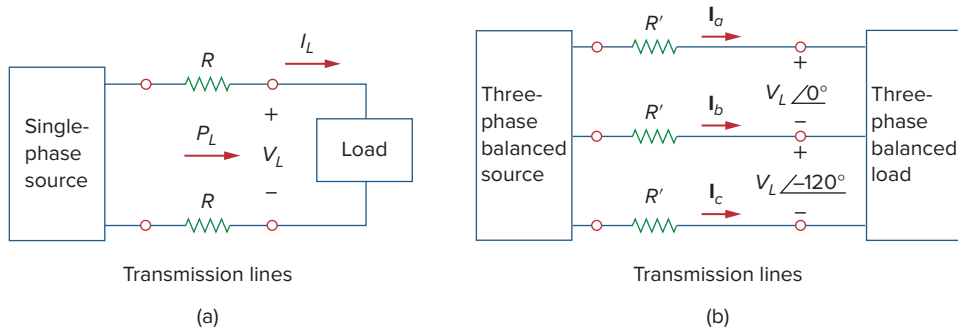 R
I_L
Single-
phase
source
P_L
+
V_L
−
Load
R
Transmission lines
(a)
R′
I_a
Three-
phase
balanced
source
+
V_L ∠0°
−
R′
I_b
+
V_L ∠−120°
−
R′
I_c
Three-
phase
balanced
load
Transmission lines
(b)